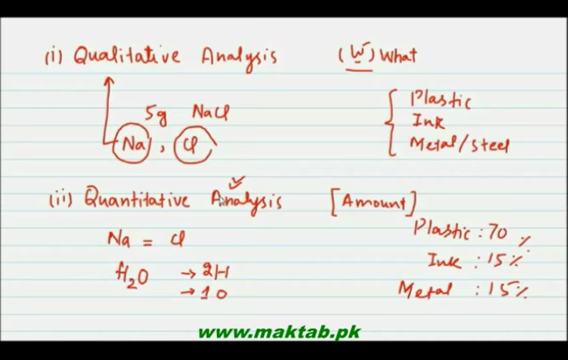 (i) Qualitative Analysis (W) What
5g NaCl
Na, Cl
Plastic
Ink
Metal/Steel
(ii) Quantitative Analysis [Amount]
Na = Cl
H2O → 2H
→ 1 O
Plastic : 70 %
Ink : 15 %
Metal : 15 %
www.maktab.pk